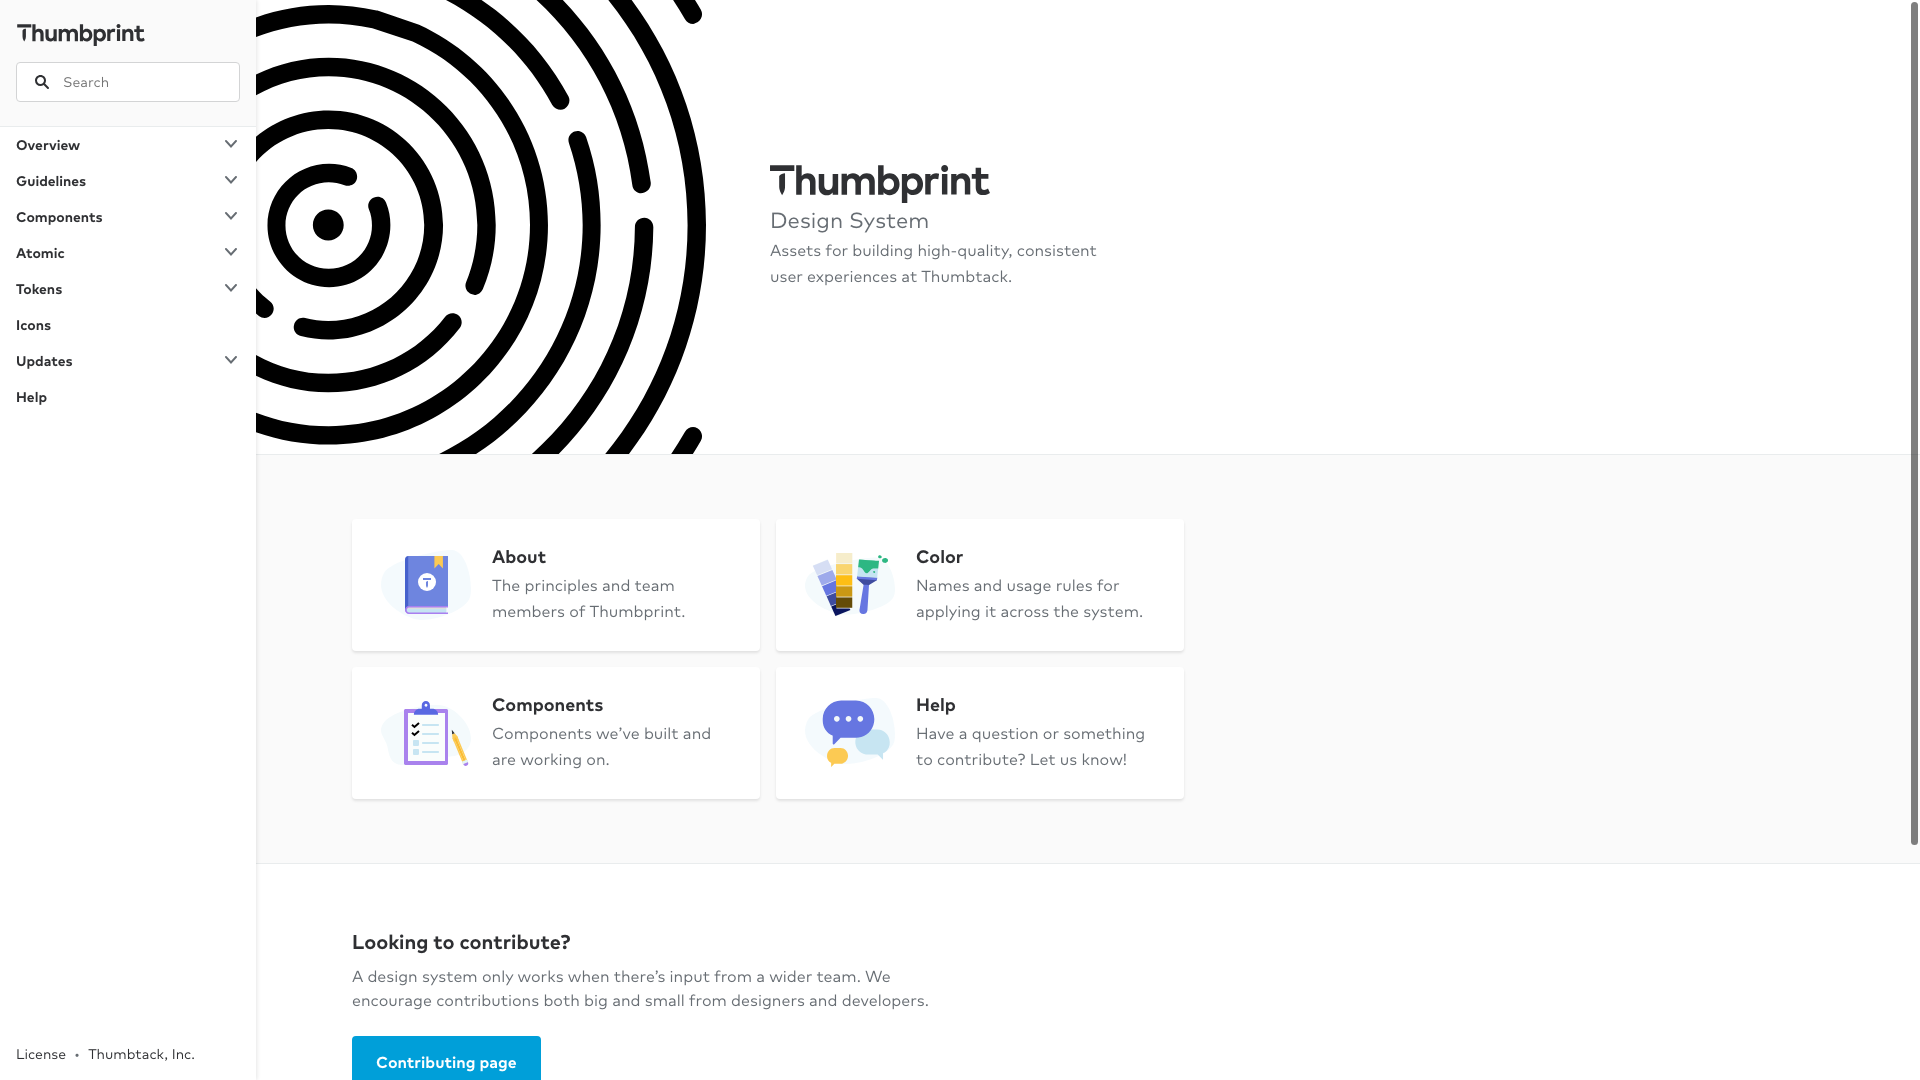 Thumbprint
Search
Overview
Guidelines
Components
Atomic
Tokens
Icons
Updates
Help
License • Thumbtack, Inc.
Thumbprint
Design System
Assets for building high-quality, consistent
user experiences at Thumbtack.
About
The principles and team
members of Thumbprint.
Color
Names and usage rules for
applying it across the system.
Components
Components we’ve built and
are working on.
Help
Have a question or something
to contribute? Let us know!
Looking to contribute?
A design system only works when there’s input from a wider team. We
encourage contributions both big and small from designers and developers.
Contributing page